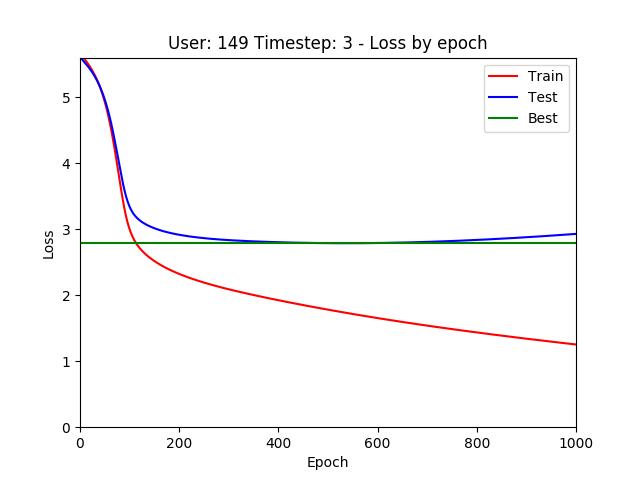 User: 149 Timestep: 3 - Loss by epoch
Train
Test
Best
Loss
5
4
3
2
1
0
0 200 400 600 800 1000
Epoch